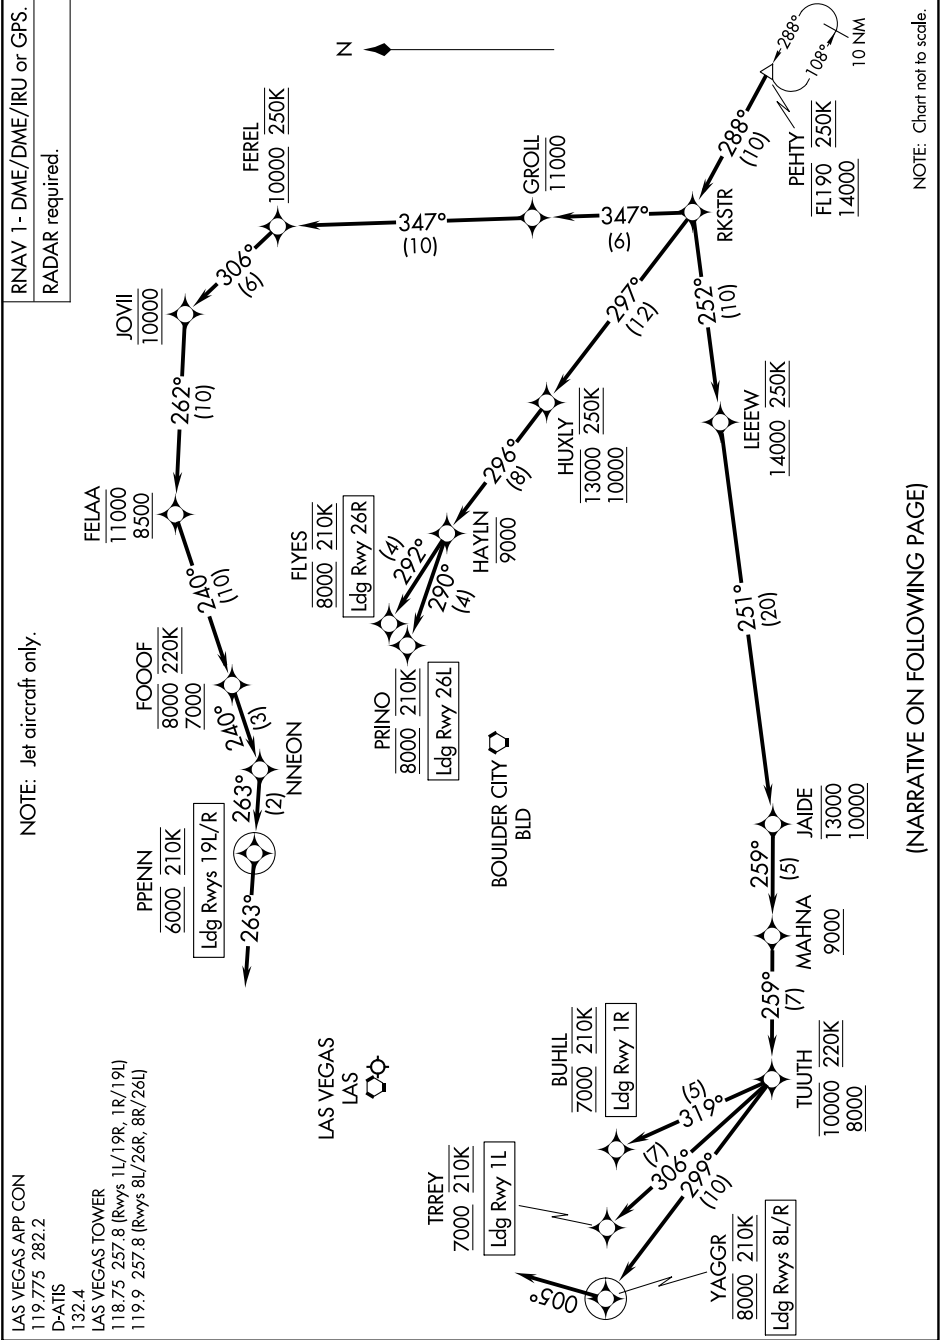 LAS VEGAS APP CON
119.775 282.2
D-ATIS
132.4
LAS VEGAS TOWER
118.75 257.8 (Rwys 1L/19R, 1R/19L)
119.9 257.8 (Rwys 8L/26R, 8R/26L)
NOTE: Jet aircraft only.
RNAV 1 - DME/DME/IRU or GPS.
RADAR required.
N
PPENN
6000 210K
Ldg Rwys 19L/R
263°
263°
(2)
NNEON
240°
(3)
FOOOF
8000 220K
7000
240°
(10)
FELAA
11000
8500
262°
(10)
JOVII
10000
306°
(6)
FEREL
10000 250K
347°
(10)
GROLL
11000
347°
(6)
RKSTR
288°
(10)
PEHTY
FL190 250K
14000
288°
108°
10 NM
FLYES
8000 210K
Ldg Rwy 26R
(4)
292°
290°
(4)
PRINO
8000 210K
Ldg Rwy 26L
HAYLN
9000
296°
(8)
HUXLY
13000 250K
10000
297°
(12)
252°
(10)
LEEEW
14000 250K
251°
(20)
JAIDE
13000
10000
259°
(5)
MAHNA
9000
259°
(7)
TUUTH
10000 220K
8000
BOULDER CITY
BLD
LAS VEGAS
LAS
BUHLL
7000 210K
Ldg Rwy 1R
(5)
319°
TRREY
7000 210K
Ldg Rwy 1L
(7)
306°
299°
(10)
YAGGR
8000 210K
Ldg Rwys 8L/R
005°
(NARRATIVE ON FOLLOWING PAGE)
NOTE: Chart not to scale.